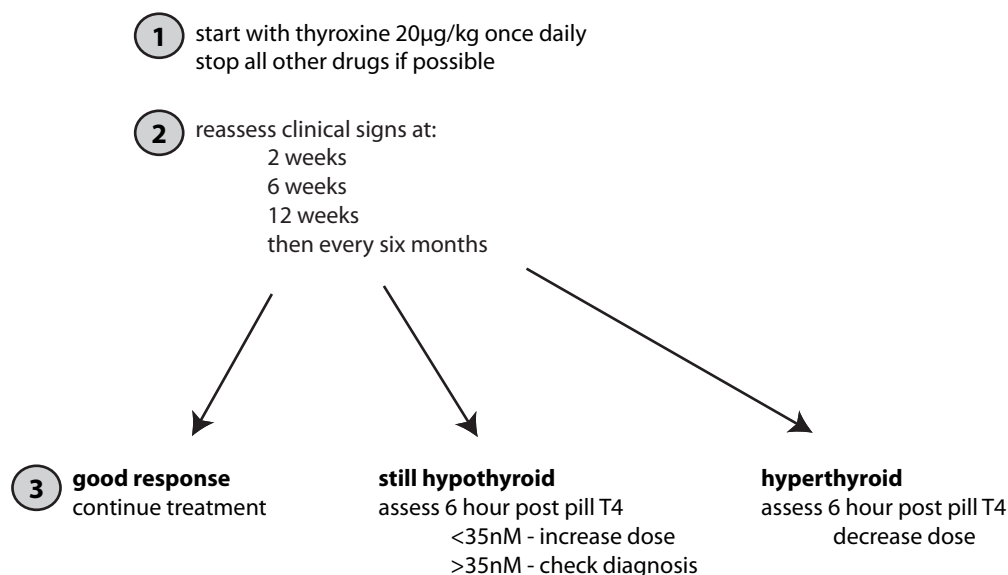 1 start with thyroxine 20µg/kg once daily
stop all other drugs if possible
2 reassess clinical signs at:
2 weeks
6 weeks
12 weeks
then every six months
3 good response
continue treatment
still hypothyroid
assess 6 hour post pill T4
<35nM - increase dose
>35nM - check diagnosis
hyperthyroid
assess 6 hour post pill T4
decrease dose